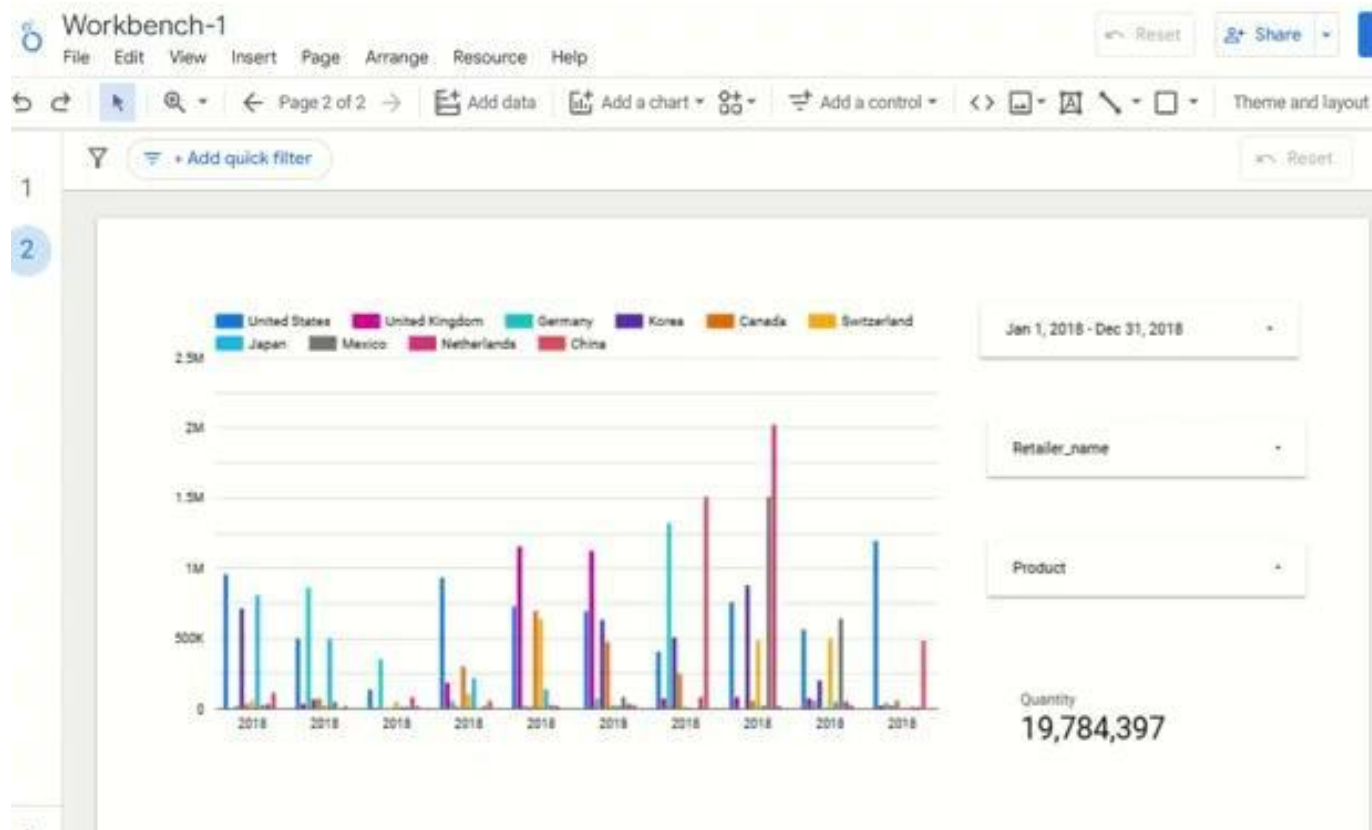 Workbench-1
Reset
Share
File Edit View Insert Page Arrange Resource Help
Page 2 of 2 Add data Add a chart Add a control Theme and layout
+ Add quick filter
Reset
1
2
United States United Kingdom Germany Korea Canada Switzerland
Japan Mexico Netherlands China
2.5M
2M
1.5M
1M
500K
0
2018 2018 2018 2018 2018 2018 2018 2018 2018 2018
Jan 1, 2018 - Dec 31, 2018
Retailer_name
Product
Quantity
19,784,397